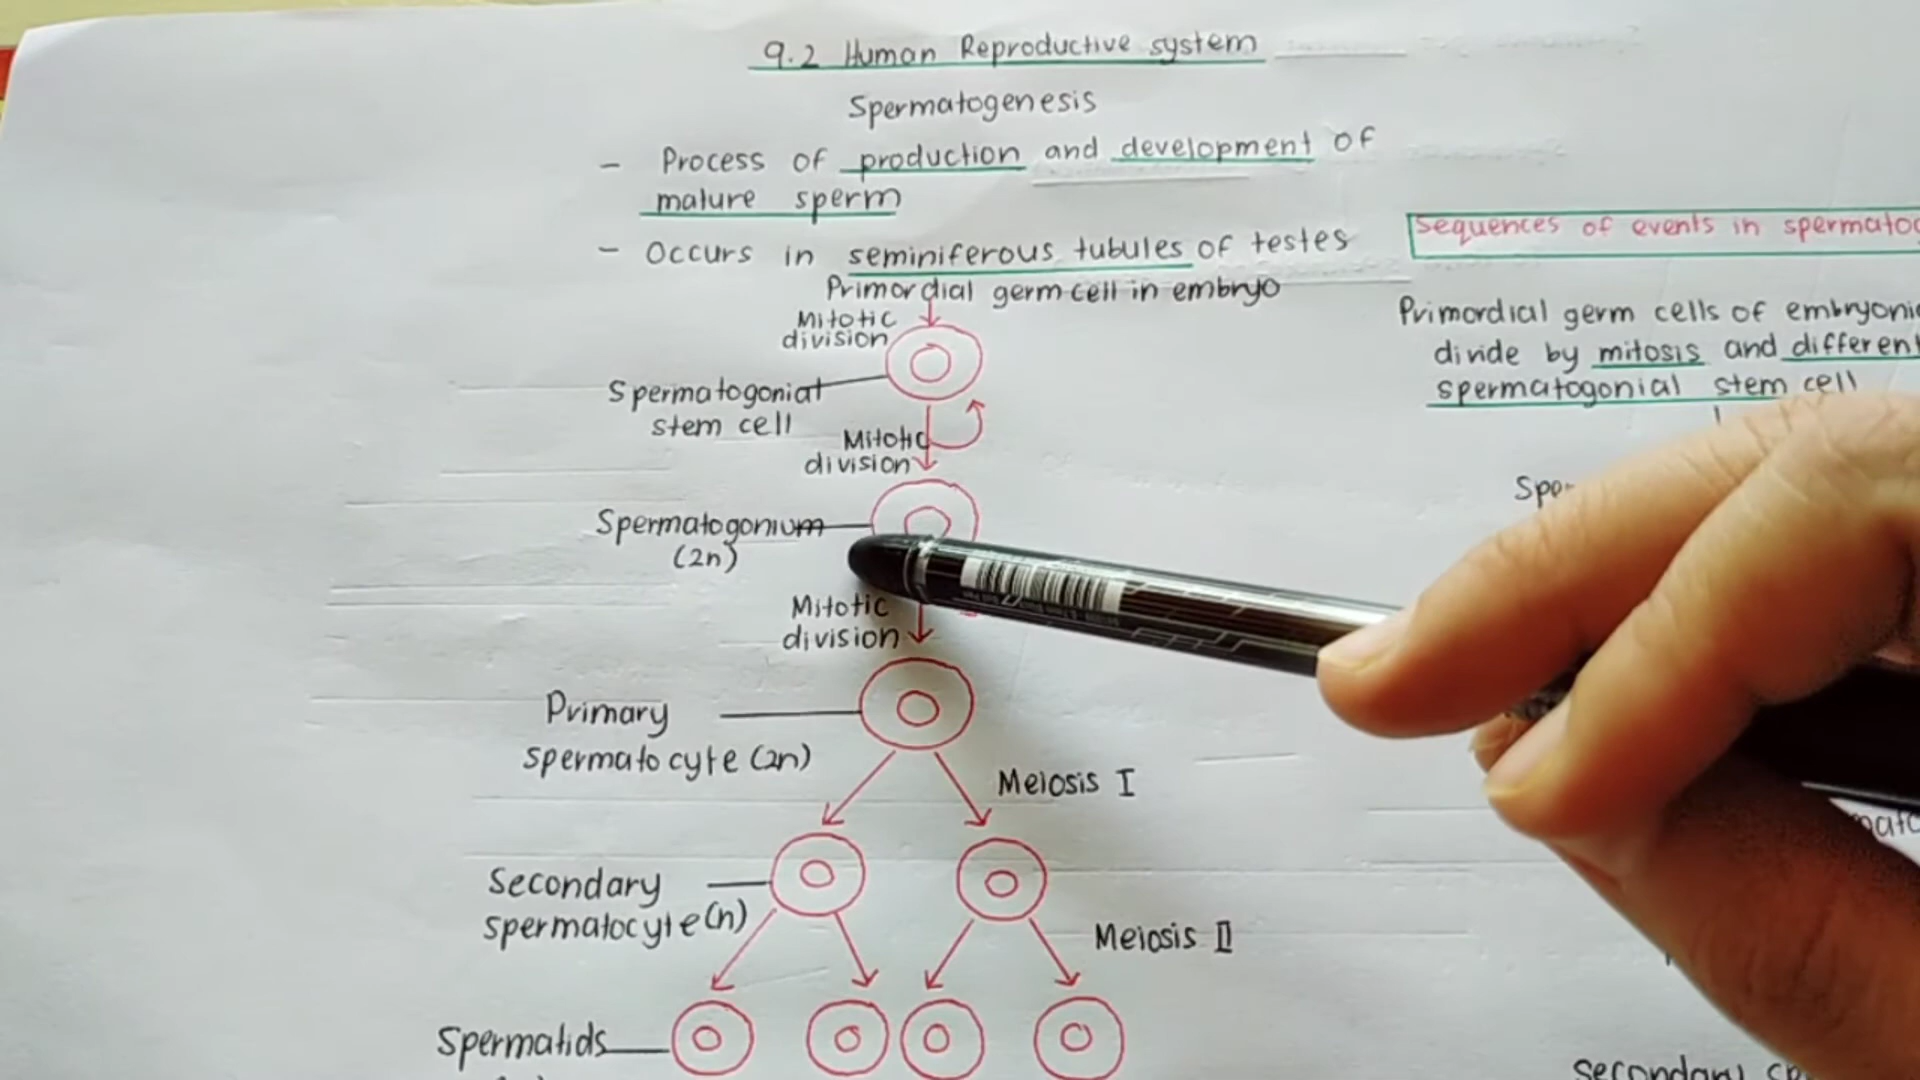 9.2 Human Reproductive system
Spermatogenesis
- Process of production and development of
mature sperm
- Occurs in seminiferous tubules of testes
Primordial germ cell in embryo
Mitotic
division
Spermatogonial
stem cell
Mitotic
division
Spermatogonium
(2n)
Mitotic
division
Primary
spermatocyte (2n)
Meiosis I
Secondary
spermatocyte (n)
Meiosis II
Spermatids
Sequences of events in
Primordial germ cells of
divide by mitosis and
spermatogonial stem cell
secondary